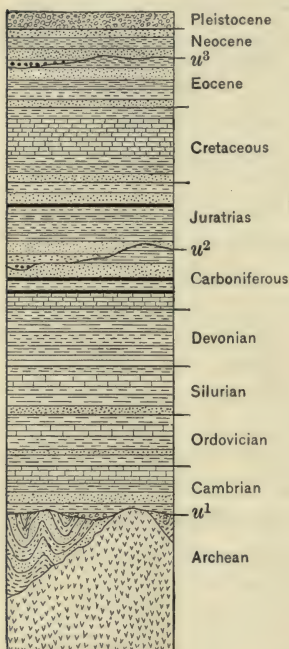 Pleistocene
Neocene
u³
Eocene
Cretaceous
Juratrias
u²
Carboniferous
Devonian
Silurian
Ordovician
Cambrian
u¹
Archean